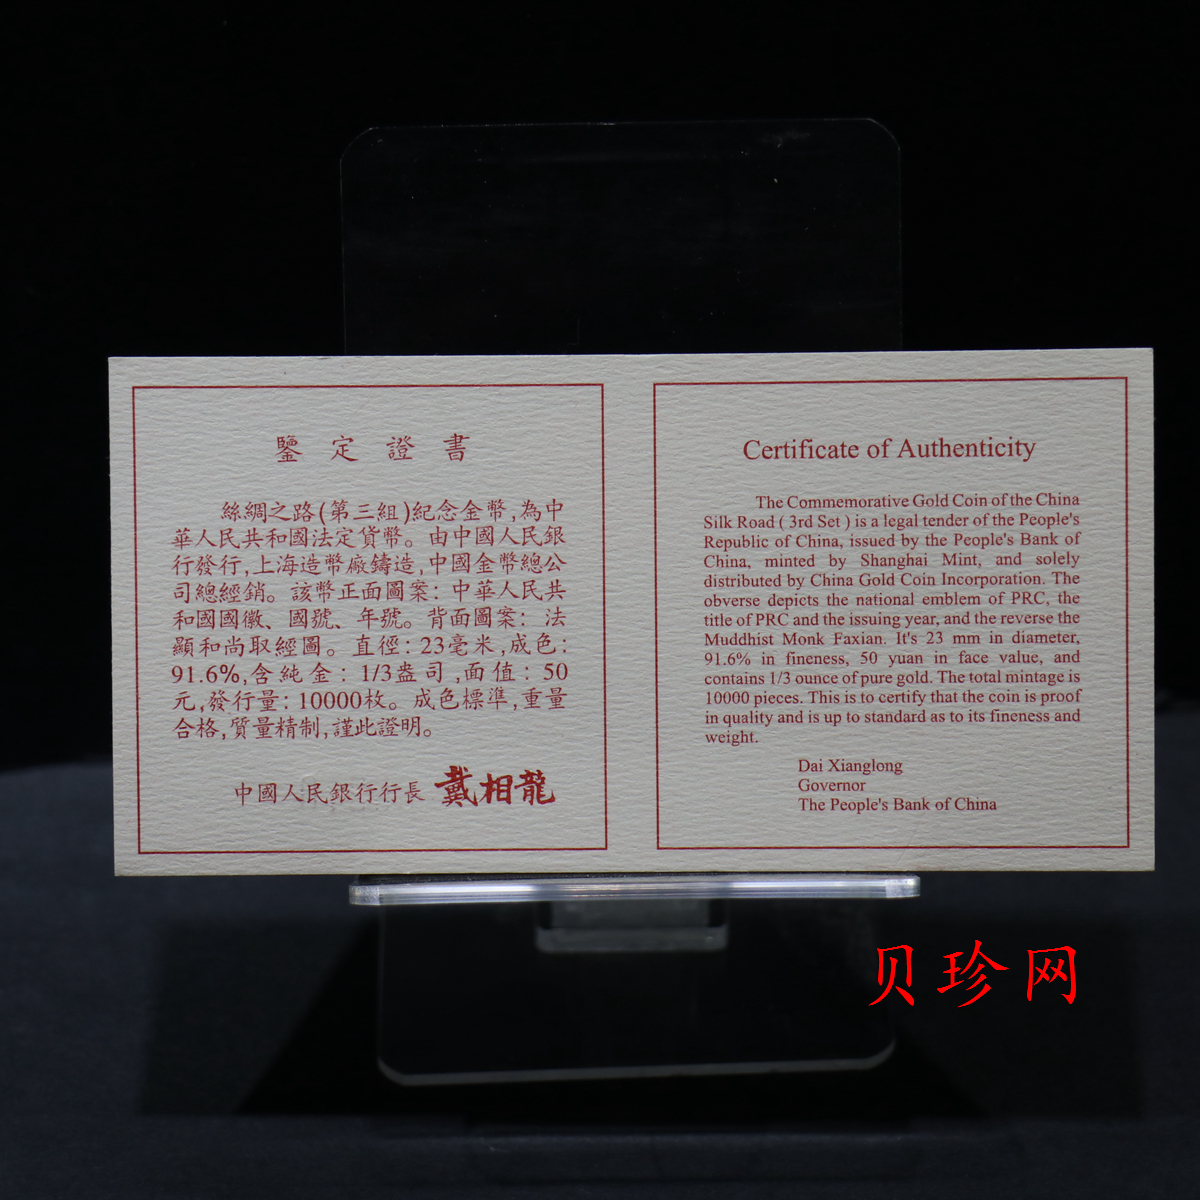 鑒定證書
絲綢之路(第三組)紀念金幣,為中
華人民共和國法定貨幣。由中國人民銀
行發行,上海造幣廠鑄造,中國金幣總公
司總經銷。該幣正面圖案:中華人民共
和國國徽、國號、年號。背面圖案:法
顯和尚取經圖。直徑:23毫米,成色:
91.6%,含純金:1/3盎司,面值:50
元,發行量:10000枚。成色標準,重量
合格,質量精制,謹此證明。
中國人民銀行行長 戴相龍
Certificate of Authenticity
The Commemorative Gold Coin of the China
Silk Road ( 3rd Set ) is a legal tender of the People's
Republic of China, issued by the People's Bank of
China, minted by Shanghai Mint, and solely
distributed by China Gold Coin Incorporation. The
obverse depicts the national emblem of PRC, the
title of PRC and the issuing year, and the reverse the
Muddhist Monk Faxian. It's 23 mm in diameter,
91.6% in fineness, 50 yuan in face value, and
contains 1/3 ounce of pure gold. The total mintage is
10000 pieces. This is to certify that the coin is proof
in quality and is up to standard as to its fineness and
weight.
Dai Xianglong
Governor
The People's Bank of China
贝珍网